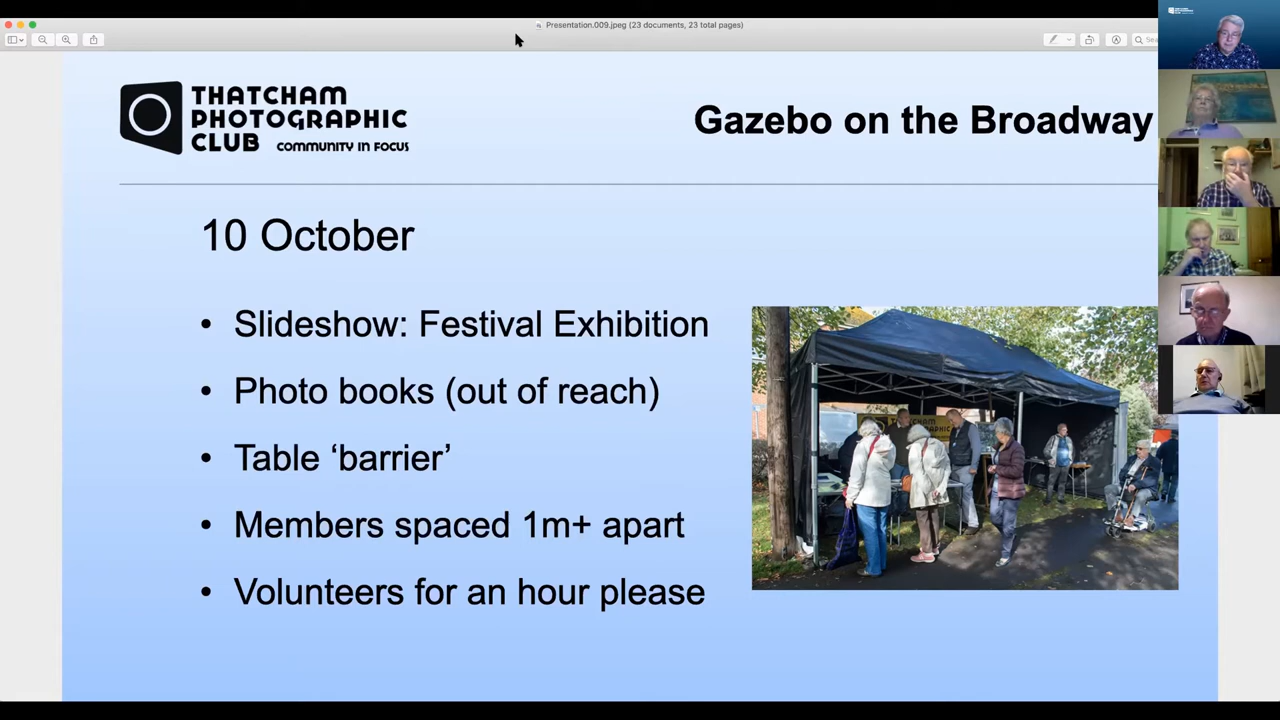 Presentation.009.jpeg (23 documents, 23 total pages)
THATCHAM
PHOTOGRAPHIC
CLUB COMMUNITY IN FOCUS
Gazebo on the Broadway
10 October
• Slideshow: Festival Exhibition
• Photo books (out of reach)
• Table ‘barrier’
• Members spaced 1m+ apart
• Volunteers for an hour please
THATCHAM
PHOTOGRAPHIC